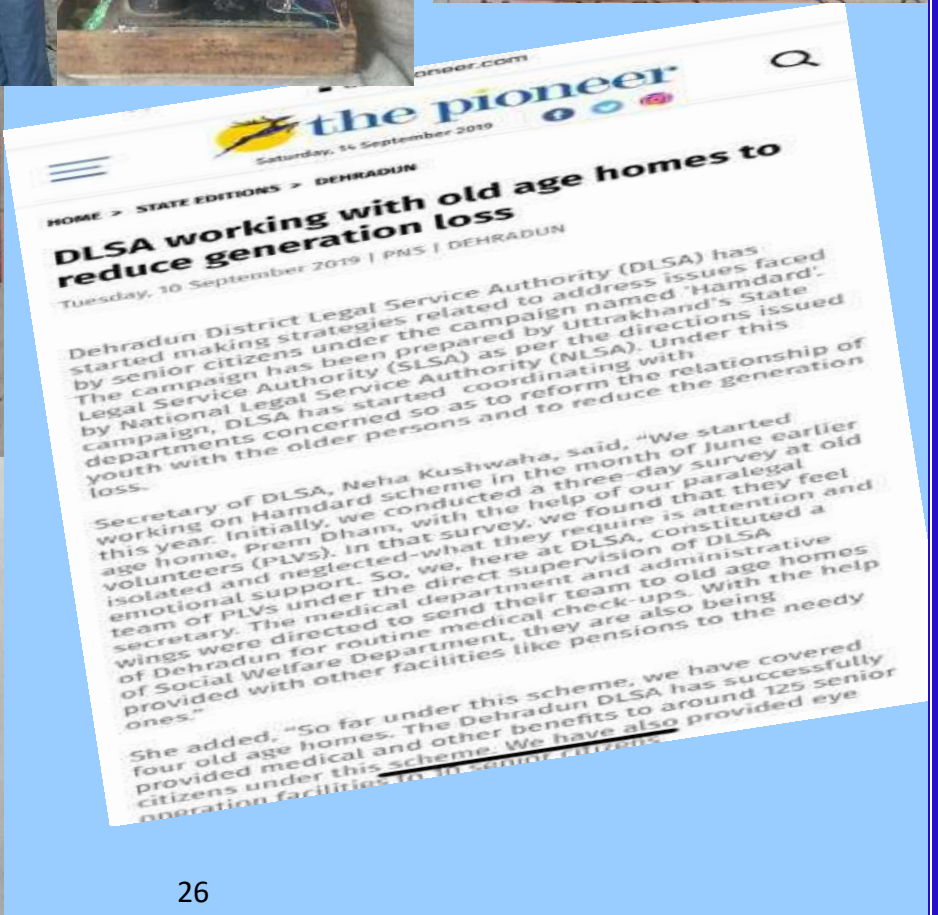 oneer.com
the pioneer
Saturday, 14 September 2019
HOME > STATE EDITIONS > DEHRADUN
DLSA working with old age homes to
reduce generation loss
Tuesday, 10 September 2019 | PNS | DEHRADUN
Dehradun District Legal Service Authority (DLSA) has
started making strategies related to address issues faced
by senior citizens under the campaign named 'Hamdard'.
The campaign has been prepared by Uttrakhand's State
Legal Service Authority (SLSA) as per the directions issued
by National Legal Service Authority (NLSA). Under this
campaign, DLSA has started coordinating with
departments concerned so as to reform the relationship of
youth with the older persons and to reduce the generation
loss.
Secretary of DLSA, Neha Kushwaha, said, "We started
working on Hamdard scheme in the month of June earlier
this year. Initially, we conducted a three-day survey at old
age home, Prem Dham, with the help of our paralegal
volunteers (PLVs). In that survey, we found that they feel
isolated and neglected-what they require is attention and
emotional support. So, we, here at DLSA, constituted a
team of PLVs under the direct supervision of DLSA
secretary. The medical department and administrative
wings were directed to send their team to old age homes
of Dehradun for routine medical check-ups. With the help
of Social Welfare Department, they are also being
provided with other facilities like pensions to the needy
ones."
She added, "So far under this scheme, we have covered
four old age homes. The Dehradun DLSA has successfully
provided medical and other benefits to around 125 senior
citizens under this scheme. We have also provided eye
operation facilities to senior citizens
26